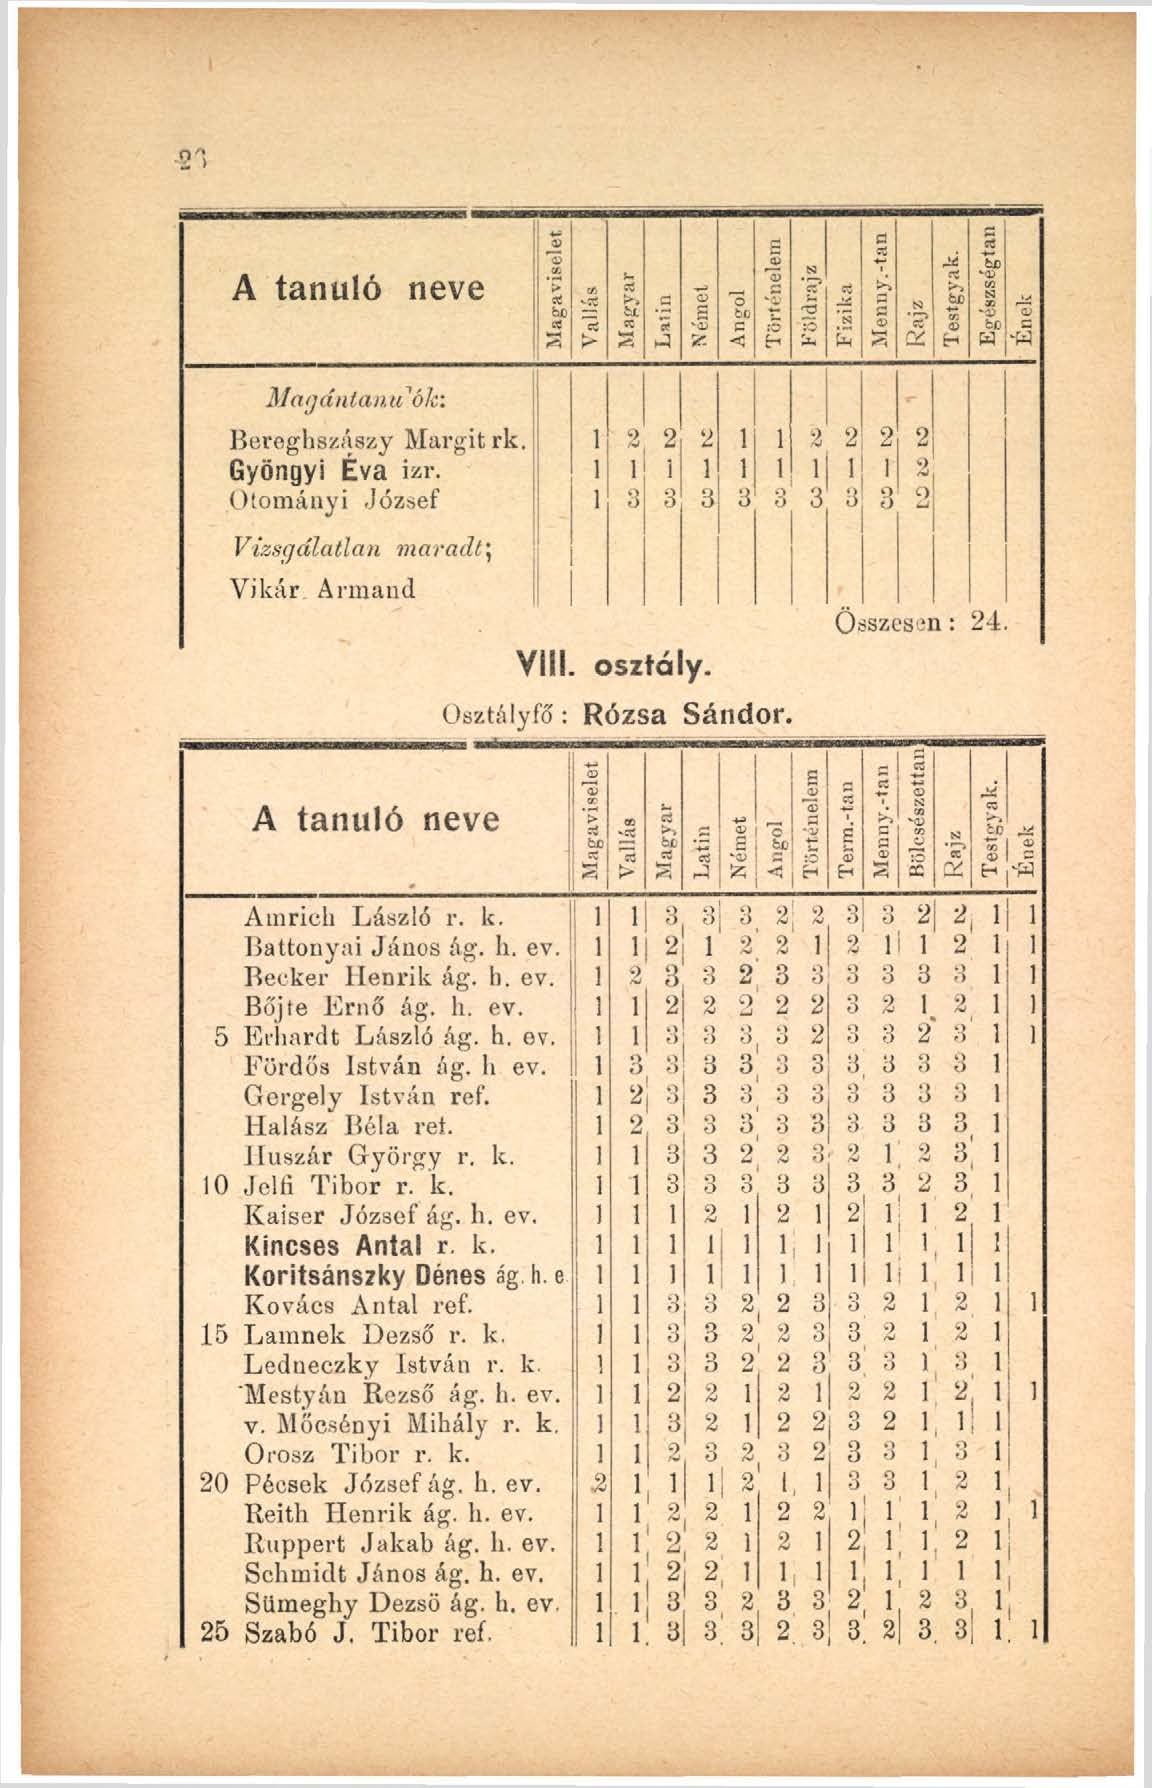 A tanuló neve Magaviselet Vallás Magyar Latin Német Angol Történelem Földrajz Fizika Menny.-tan Rajz Testgyak. Egészségtan Ének
Magántanulók:
Bereghszászy Margit rk. 1 2 2 2 1 1 2 2 2 2
Gyöngyi Éva izr. 1 1 1 1 1 1 1 1 1 2
Otományi József 1 3 3 3 3 3 3 3 3 2
Vizsgálatlan maradt;
Vikár Armand
Összesen: 24.
VIII. osztály.
Osztályfő: Rózsa Sándor.
A tanuló neve Magaviselet Vallás Magyar Latin Német Angol Történelem Term.-tan Menny.-tan Bölcsészettan Rajz Testgyak. Ének
Amrich László r. k. 1 1 3 3 3 2 2 3 3 2 2 1 1
Battonyai János ág. h. ev. 1 1 2 1 2 2 1 2 1 1 2 1 1
Becker Henrik ág. h. ev. 1 2 3 3 2 3 3 3 3 3 3 1 1
Bőjte Ernő ág. h. ev. 1 1 2 2 2 2 2 3 2 1 2 1 1
5 Erhardt László ág. h. ev. 1 1 3 3 3 3 2 3 3 2 3 1 1
Fördős István ág. h ev. 1 3 3 3 3 3 3 3 3 3 3 1
Gergely István ref. 1 2 3 3 3 3 3 3 3 3 3 1
Halász Béla ref. 1 2 3 3 3 3 3 3 3 3 3 1
Huszár György r. k. 1 1 3 3 2 2 3 2 1 2 3 1
10 Jelfi Tibor r. k. 1 1 3 3 3 3 3 3 3 2 3 1
Kaiser József ág. h. ev. 1 1 1 2 1 2 1 2 1 1 2 1
Kincses Antal r. k. 1 1 1 1 1 1 1 1 1 1 1 1
Koritsánszky Dénes ág. h. e 1 1 1 1 1 1 1 1 1 1 1 1
Kovács Antal ref. 1 1 3 3 2 2 3 3 2 1 2 1 1
15 Lamnek Dezső r. k. 1 1 3 3 2 2 3 3 2 1 2 1
Ledneczky István r. k. 1 1 3 3 2 2 3 3 3 1 3 1
Mestyán Rezső ág. h. ev. 1 1 2 2 1 2 1 2 2 1 2 1 1
v. Mőcsényi Mihály r. k. 1 1 3 2 1 2 2 3 2 1 1 1
Orosz Tibor r. k. 1 1 2 3 2 3 2 3 3 1 3 1
20 Pécsek József ág. h. ev. 2 1 1 1 2 1 1 3 3 1 2 1
Reith Henrik ág. h. ev. 1 1 2 2 1 2 2 1 1 1 2 1 1
Ruppert Jakab ág. h. ev. 1 1 2 2 1 2 1 2 1 1 2 1
Schmidt János ág. h. ev. 1 1 2 2 1 1 1 1 1 1 1 1
Sümeghy Dezsö ág. h. ev. 1 1 3 3 2 3 3 2 1 2 3 1
25 Szabó J. Tibor ref. 1 1 3 3 3 2 3 3 2 3 3 1 1